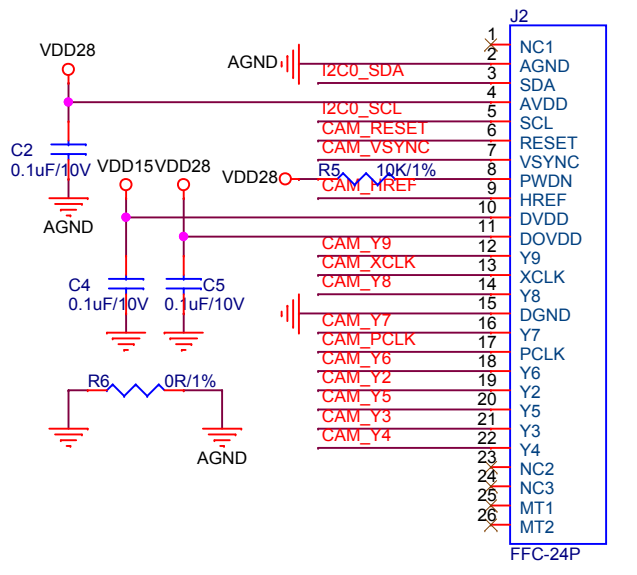 J2
1 NC1
VDD28
AGND 2 AGND
I2C0_SDA 3 SDA
4 AVDD
I2C0_SCL 5 SCL
CAM_RESET 6 RESET
C2 CAM_VSYNC 7 VSYNC
0.1uF/10V VDD15 VDD28 VDD28 R5 10K/1% 8 PWDN
CAM_HREF 9 HREF
AGND 10 DVDD
11 DOVDD
CAM_Y9 12 Y9
CAM_XCLK 13 XCLK
C4 C5 CAM_Y8 14 Y8
0.1uF/10V 0.1uF/10V 15 DGND
CAM_Y7 16 Y7
CAM_PCLK 17 PCLK
CAM_Y6 18 Y6
R6 0R/1% CAM_Y2 19 Y2
CAM_Y5 20 Y5
CAM_Y3 21 Y3
CAM_Y4 22 Y4
AGND 23 NC2
24 NC3
25 MT1
26 MT2
FFC-24P